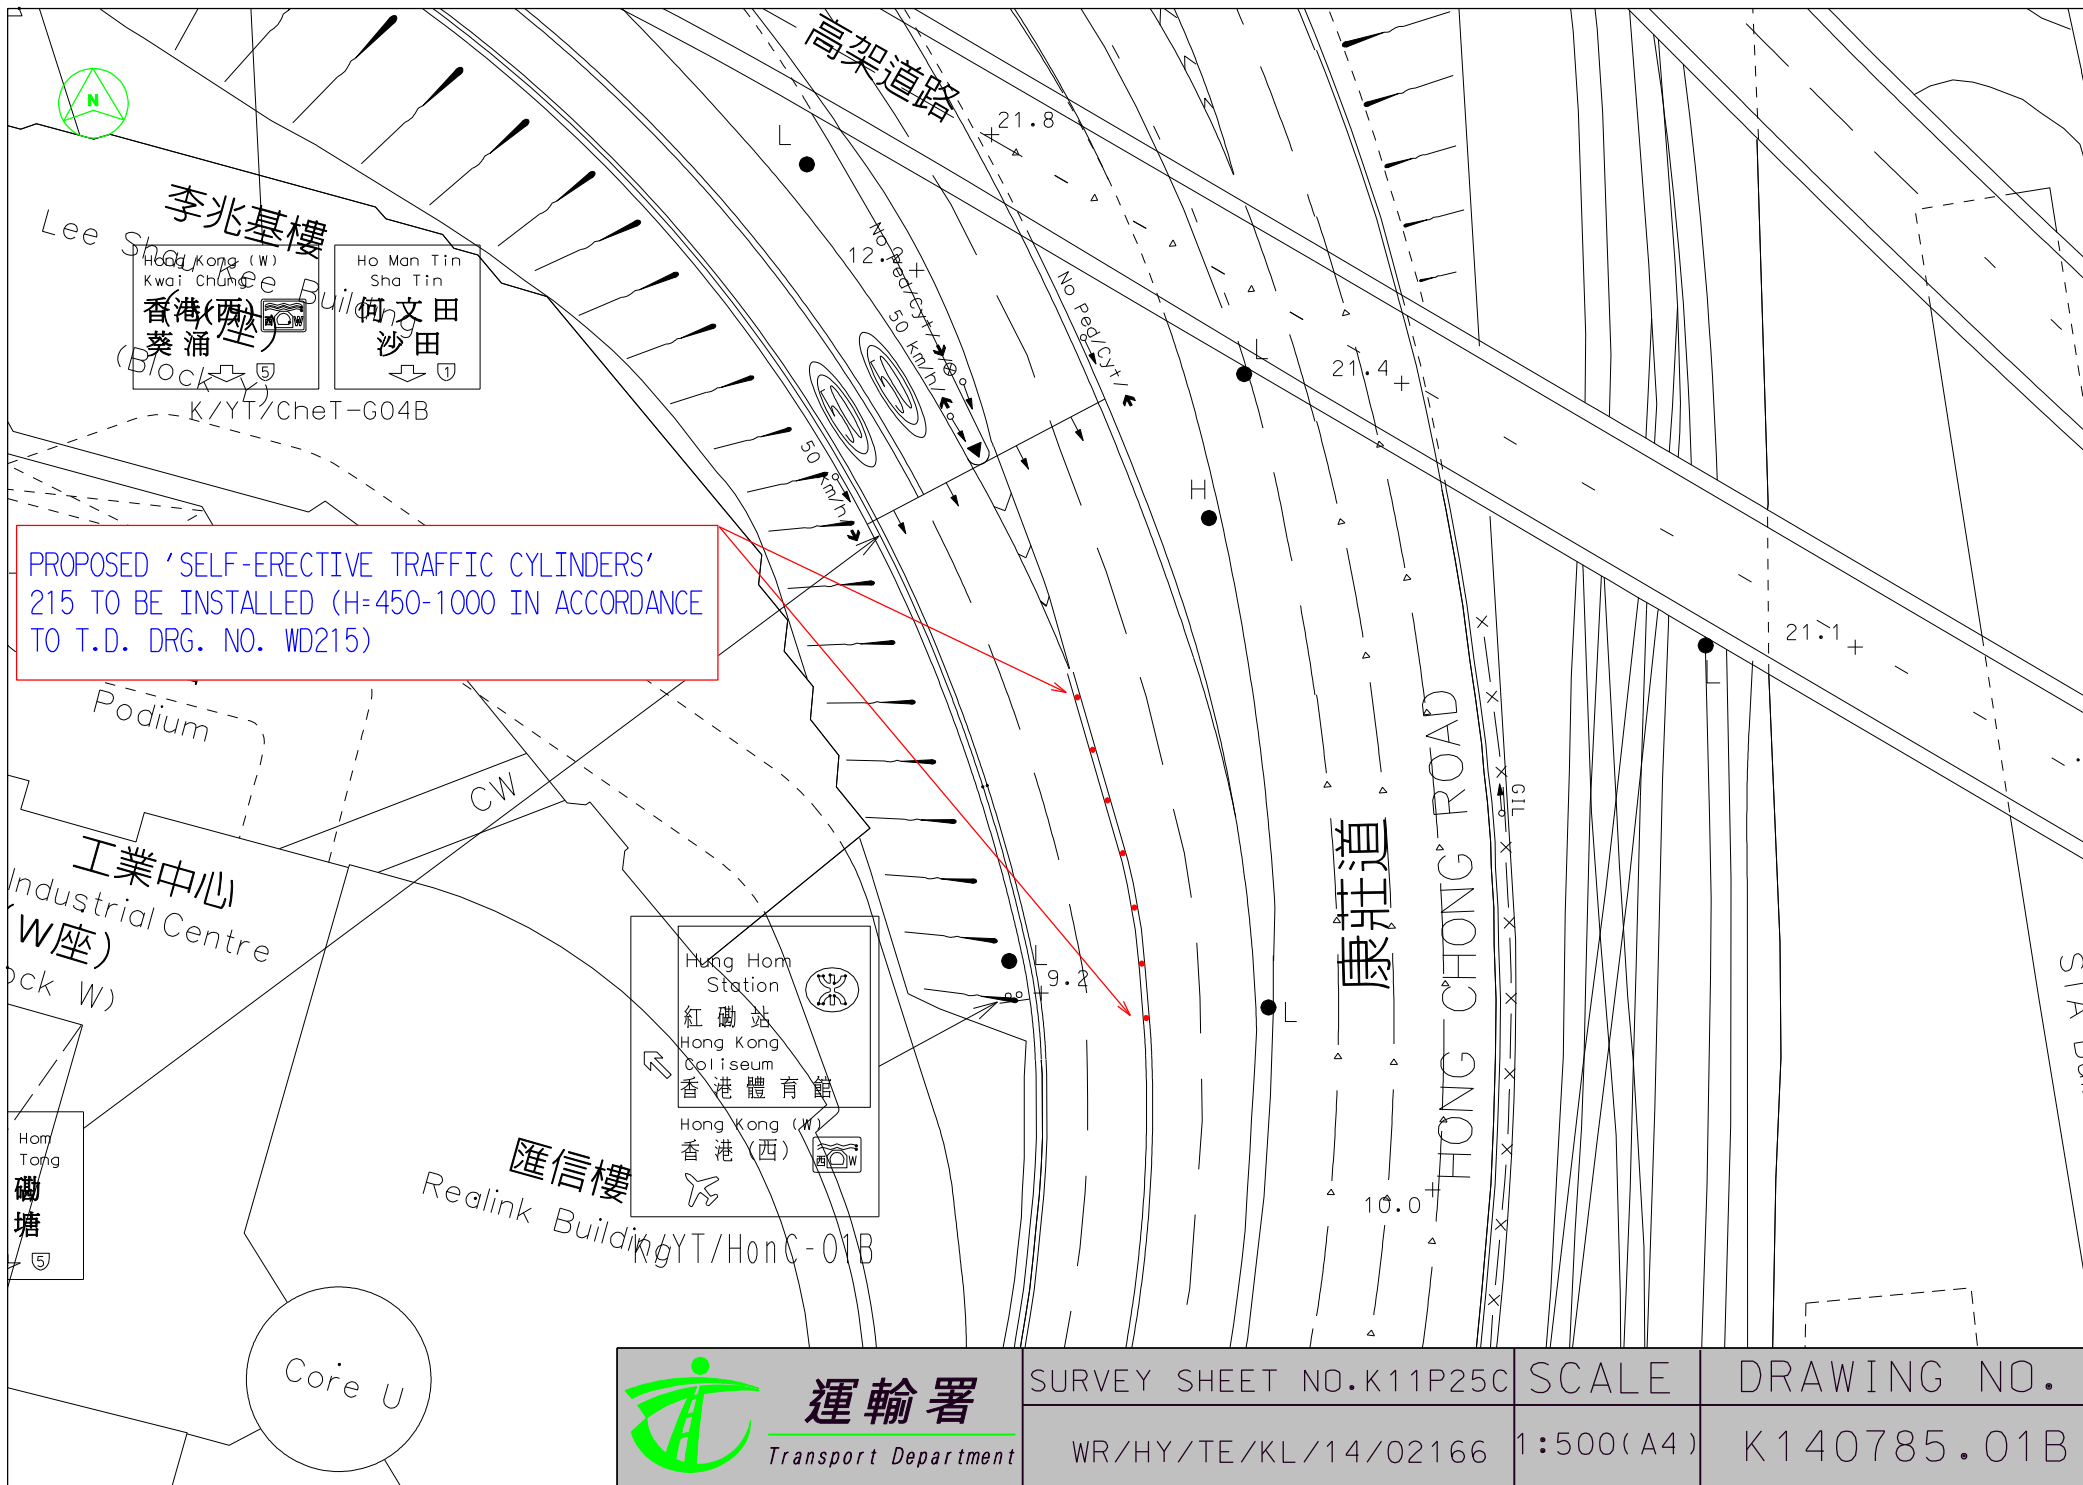 高架道路
21.8
N
L
李兆基樓
Lee Shau Kee Building
(Y座)
(Block Y)
Hong Kong (W)
Kwai Chung
香港(西)
西 W
葵涌
5
Ho Man Tin
Sha Tin
何文田
沙田
1
K/YT/CheT-G04B
No Ped/Cyt/
50 km/h/
No Ped/Cyt/
50 km/h/
L
21.4
H
PROPOSED 'SELF-ERECTIVE TRAFFIC CYLINDERS'
215 TO BE INSTALLED (H=450-1000 IN ACCORDANCE
TO T.D. DRG. NO. WD215)
21.1
L
Podium
CW
GIL
康莊道
HONG CHONG ROAD
工業中心
Industrial Centre
(W座)
ock W)
L
9.2
L
Hung Hom
Station
紅磡站
Hong Kong
Coliseum
香港體育館
Hong Kong (W)
香港(西)
西 W
K/YT/HonC-01B
Hom
Tong
磡
塘
5
匯信樓
Realink Building
10.0
Core U
運輸署
Transport Department
SURVEY SHEET NO.K11P25C
WR/HY/TE/KL/14/02166
SCALE
1:500(A4)
DRAWING NO.
K140785.01B